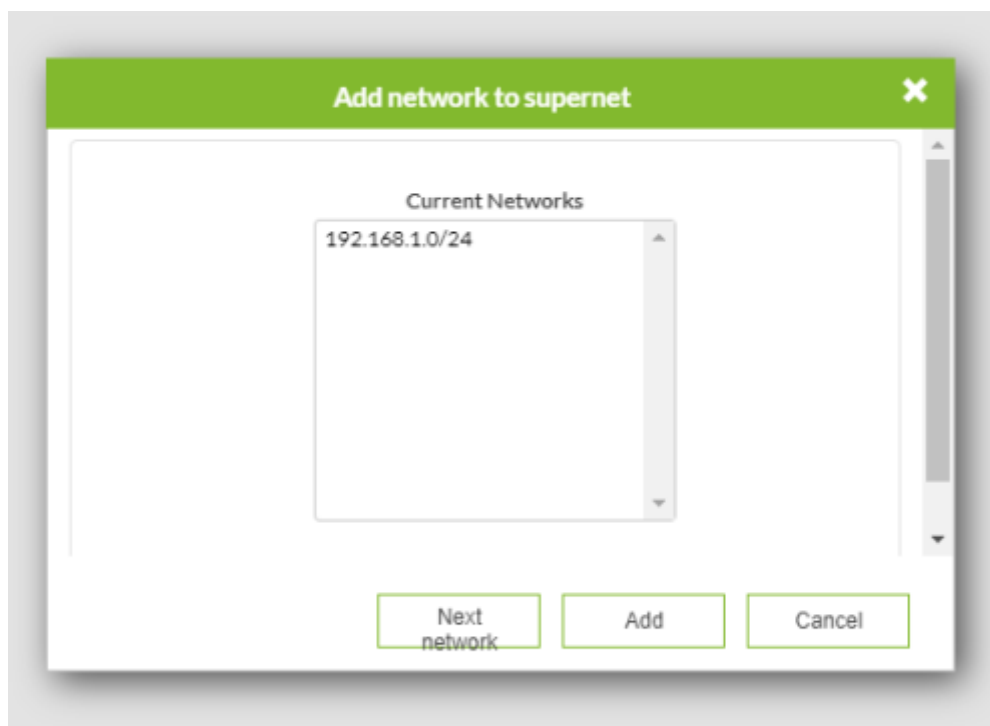 Add network to supernet
Current Networks
192.168.1.0/24
Next
network
Add
Cancel